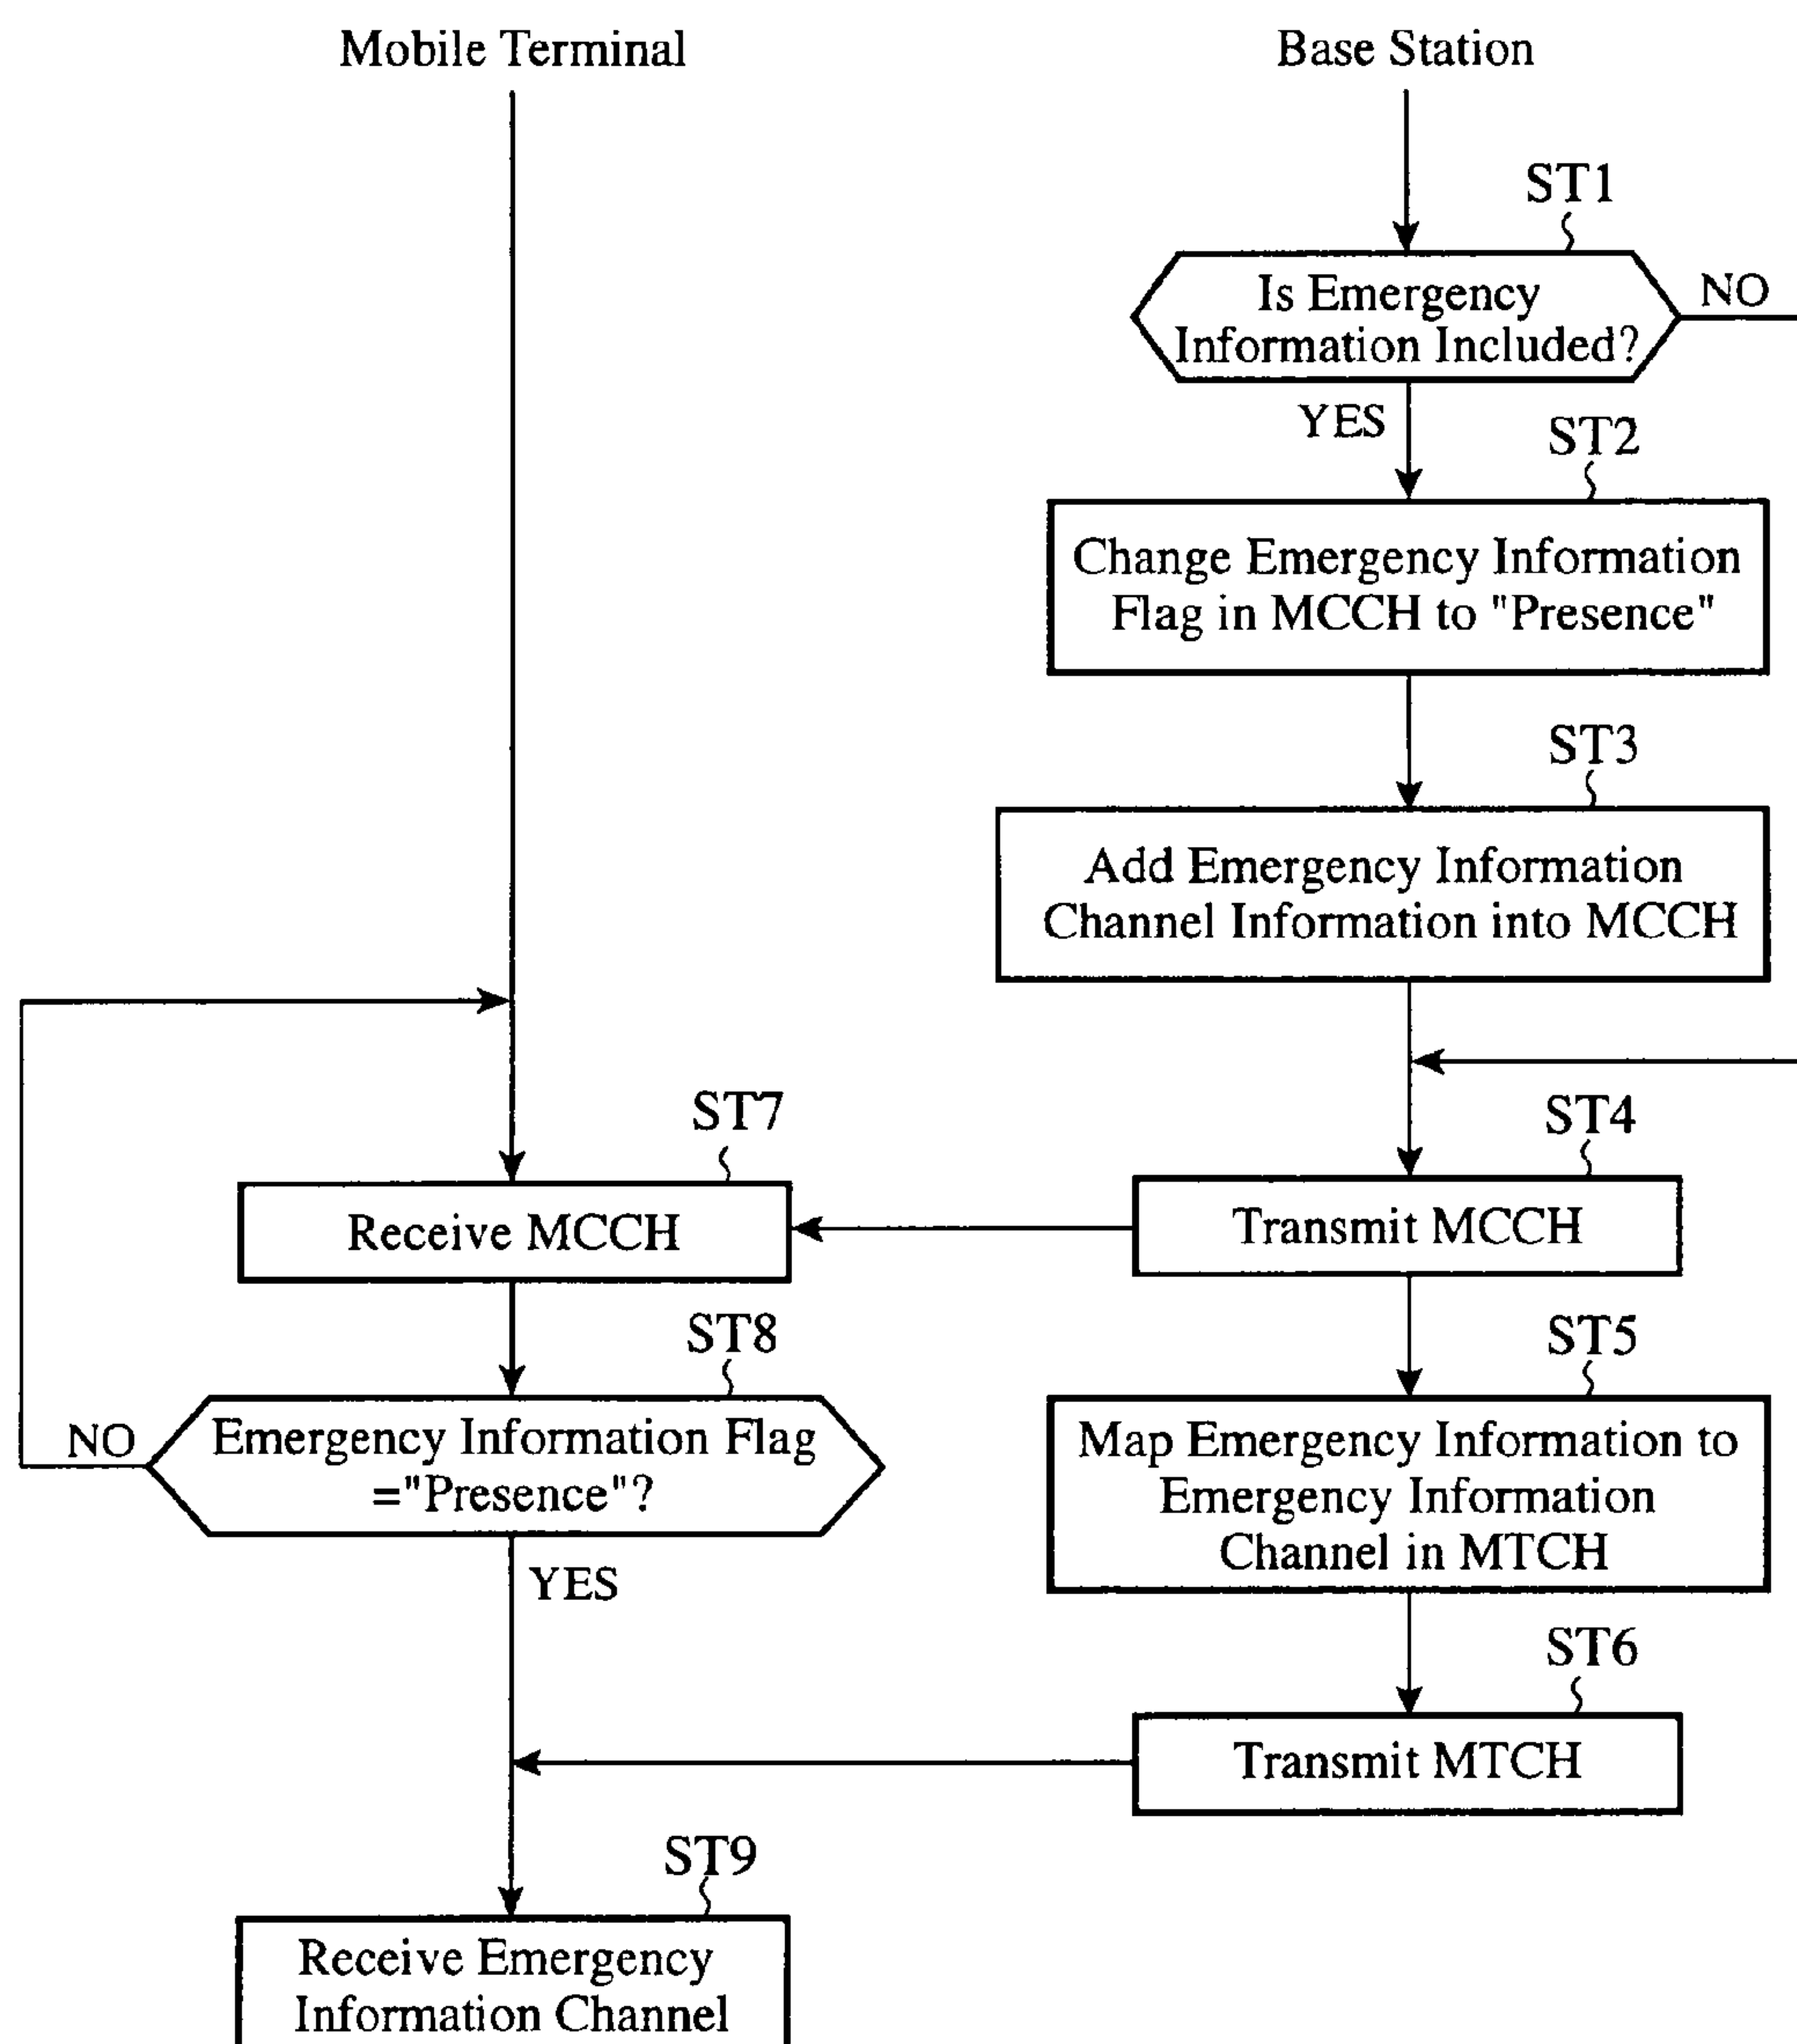 Mobile Terminal
Base Station
ST1
Is Emergency
Information Included?
NO
YES
ST2
Change Emergency Information
Flag in MCCH to "Presence"
ST3
Add Emergency Information
Channel Information into MCCH
ST7
ST4
Receive MCCH
Transmit MCCH
ST8
ST5
NO
Emergency Information Flag
="Presence"?
YES
Map Emergency Information to
Emergency Information
Channel in MTCH
ST6
Transmit MTCH
ST9
Receive Emergency
Information Channel